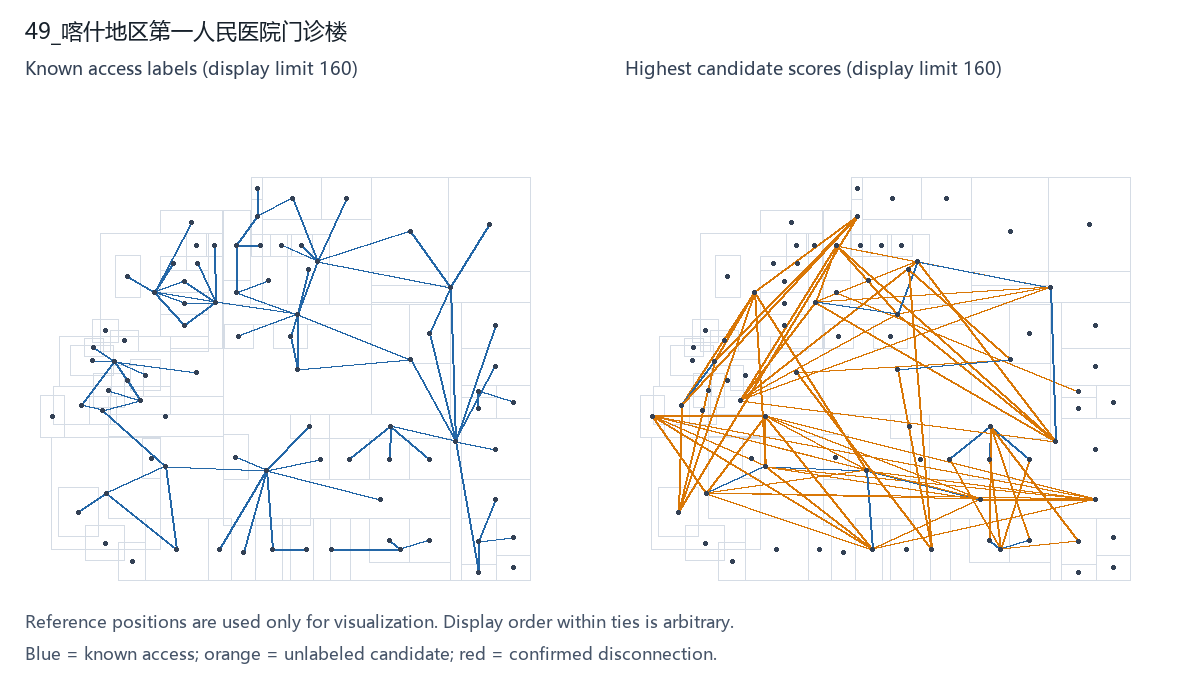 49_喀什地区第一人民医院门诊楼
Known access labels (display limit 160)
Highest candidate scores (display limit 160)
Reference positions are used only for visualization. Display order within ties is arbitrary.
Blue = known access; orange = unlabeled candidate; red = confirmed disconnection.